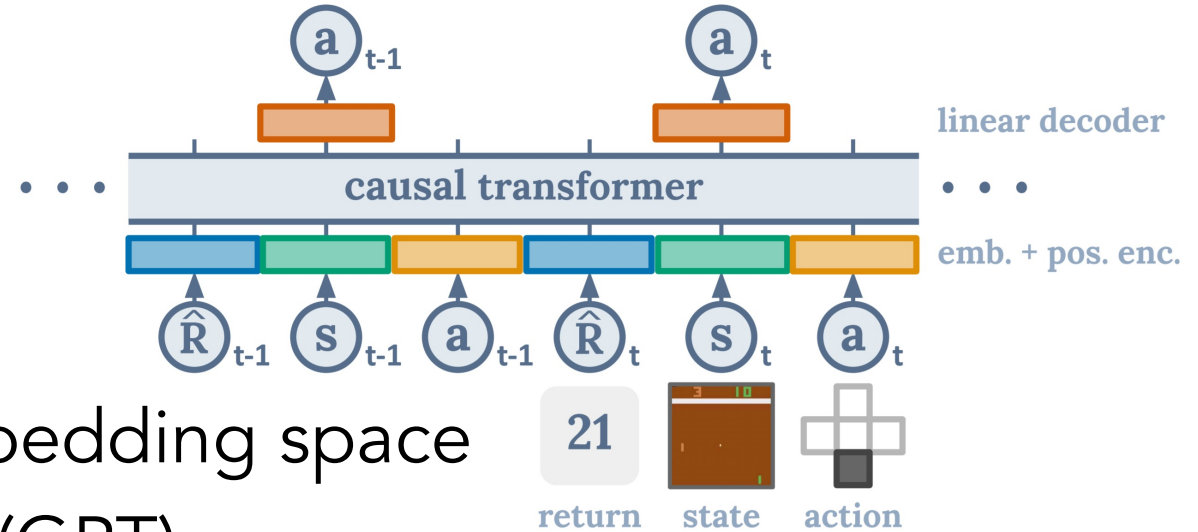 a t-1 a t
linear decoder
• • • causal transformer • • •
emb. + pos. enc.
R̂ t-1 s t-1 a t-1 R̂ t s t a t
3 10
21
embedding space
(GPT)
return state action